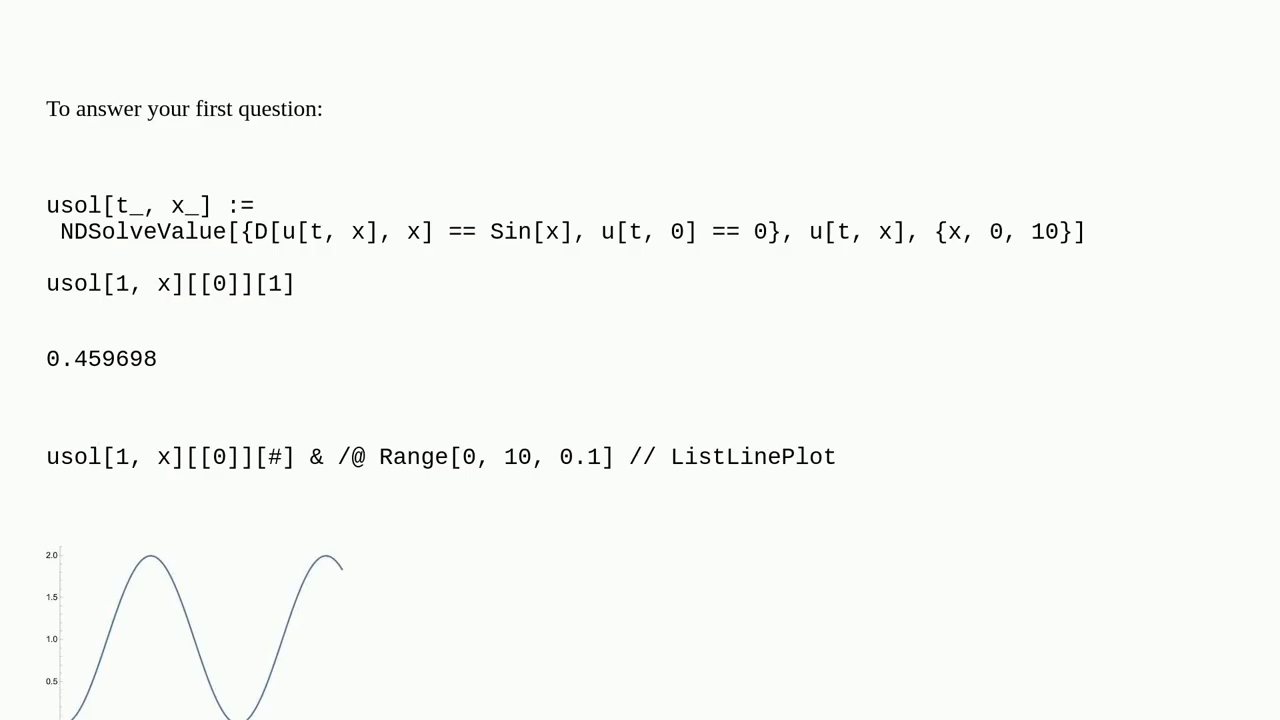 To answer your first question:
usol[t_, x_] :=
 NDSolveValue[{D[u[t, x], x] == Sin[x], u[t, 0] == 0}, u[t, x], {x, 0, 10}]
usol[1, x][[0]][1]
0.459698
usol[1, x][[0]][#] & /@ Range[0, 10, 0.1] // ListLinePlot
2.0
1.5
1.0
0.5